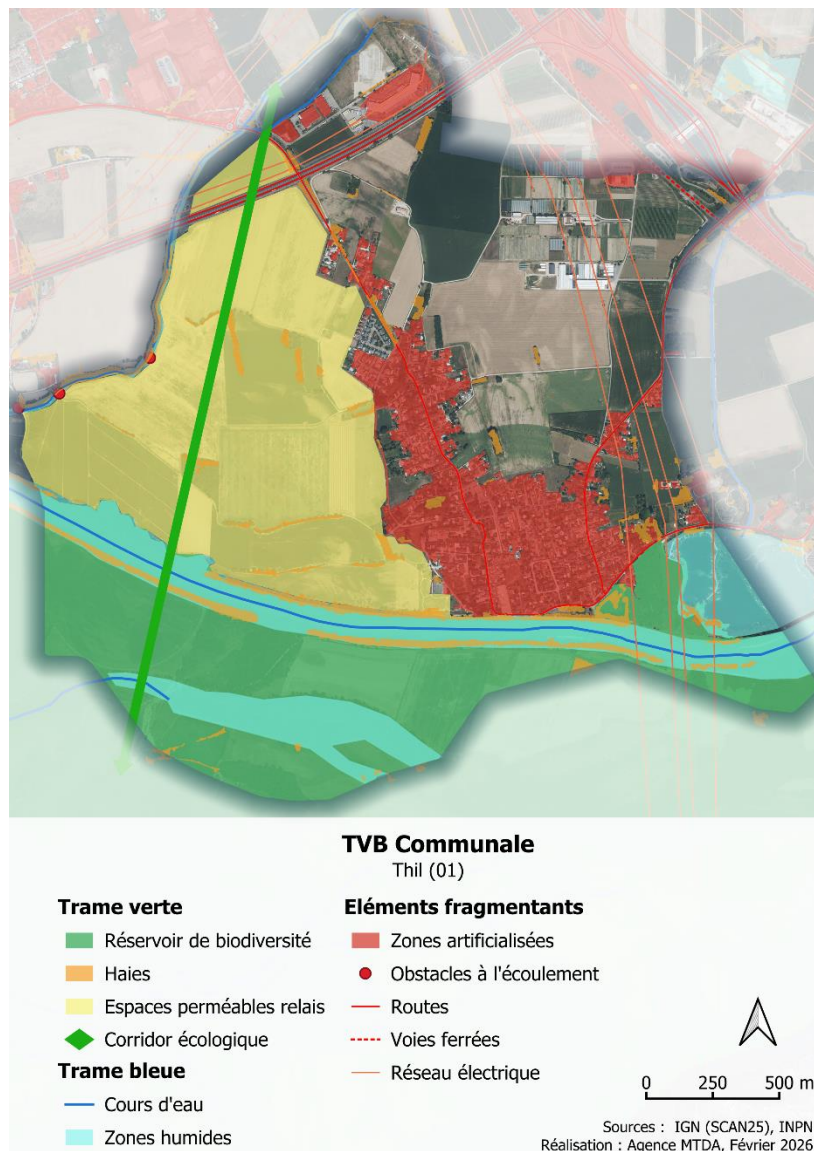 TVB Communale
Thil (01)
Trame verte
Réservoir de biodiversité
Haies
Espaces perméables relais
Corridor écologique
Trame bleue
Cours d'eau
Zones humides
Eléments fragmentants
Zones artificialisées
Obstacles à l'écoulement
Routes
Voies ferrées
Réseau électrique
0 250 500 m
Sources : IGN (SCAN25), INPN
Réalisation : Agence MTDA, Février 2026